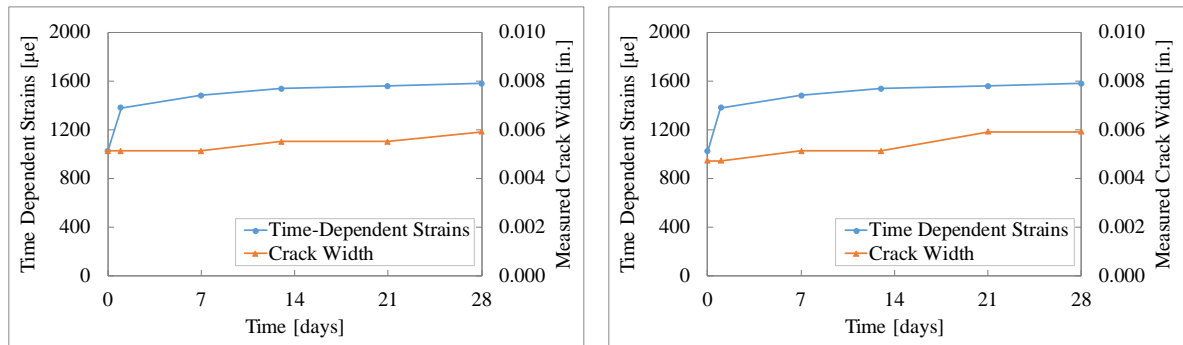 Time Dependent Strains [µe]
2000
1600
1200
800
400
0
0.010
0.008
0.006
0.004
0.002
0.000
Measured Crack Width [in.]
Time-Dependent Strains
Crack Width
0 7 14 21 28
Time [days]
Time Dependent Strains [µe]
2000
1600
1200
800
400
0
0.010
0.008
0.006
0.004
0.002
0.000
Measured Crack Width [in.]
Time Dependent Strains
Crack Width
0 7 14 21 28
Time [days]